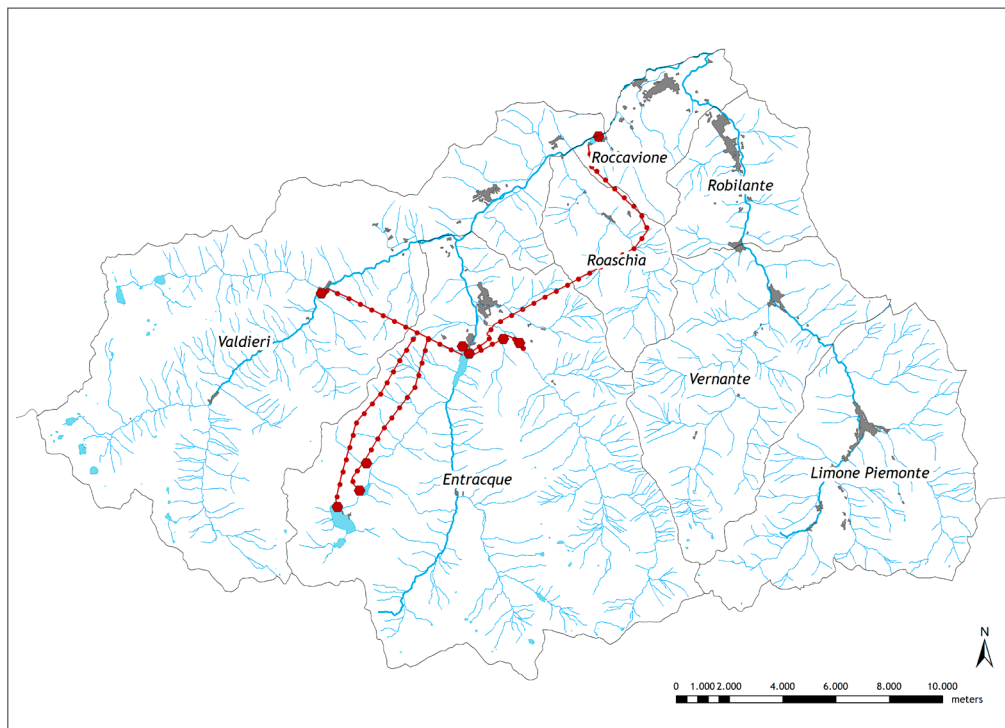 Roccavione
Robilante
Roaschia
Valdieri
Vernante
Limone Piemonte
Entracque
N
0 1.000 2.000 4.000 6.000 8.000 10.000
meters